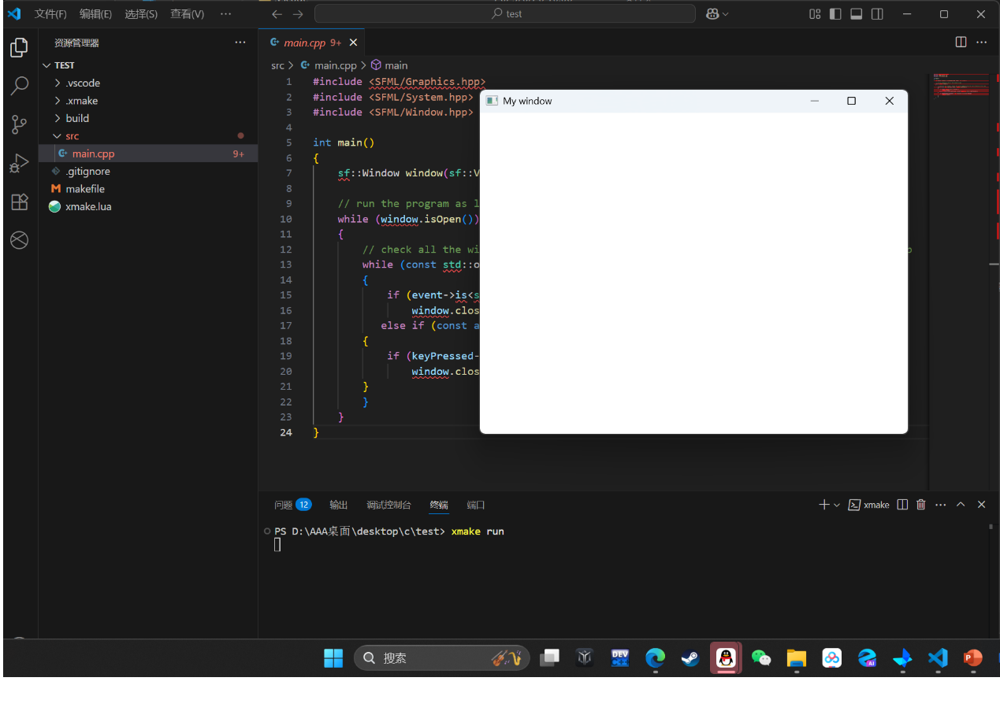 文件(F) 编辑(E) 选择(S) 查看(V) ··· test
资源管理器 ···
main.cpp 9+
TEST
src > main.cpp > main
.vscode
.xmake
build
src
main.cpp 9+
.gitignore
makefile
xmake.lua
1 #include <SFML/Graphics.hpp>
2 #include <SFML/System.hpp>
3 #include <SFML/Window.hpp>
4
5 int main()
6 {
7 sf::Window window(sf::V
8
9 // run the program as l
10 while (window.isOpen())
11 {
12 // check all the wi
13 while (const std::o
14 {
15 if (event->is<s
16 window.clos
17 else if (const a
18 {
19 if (keyPressed-
20 window.clos
21 }
22 }
23 }
24 }
My window
问题 12 输出 调试控制台 终端 端口
xmake
PS D:\AAA桌面\desktop\c\test> xmake run
搜索
DEV
AI
P